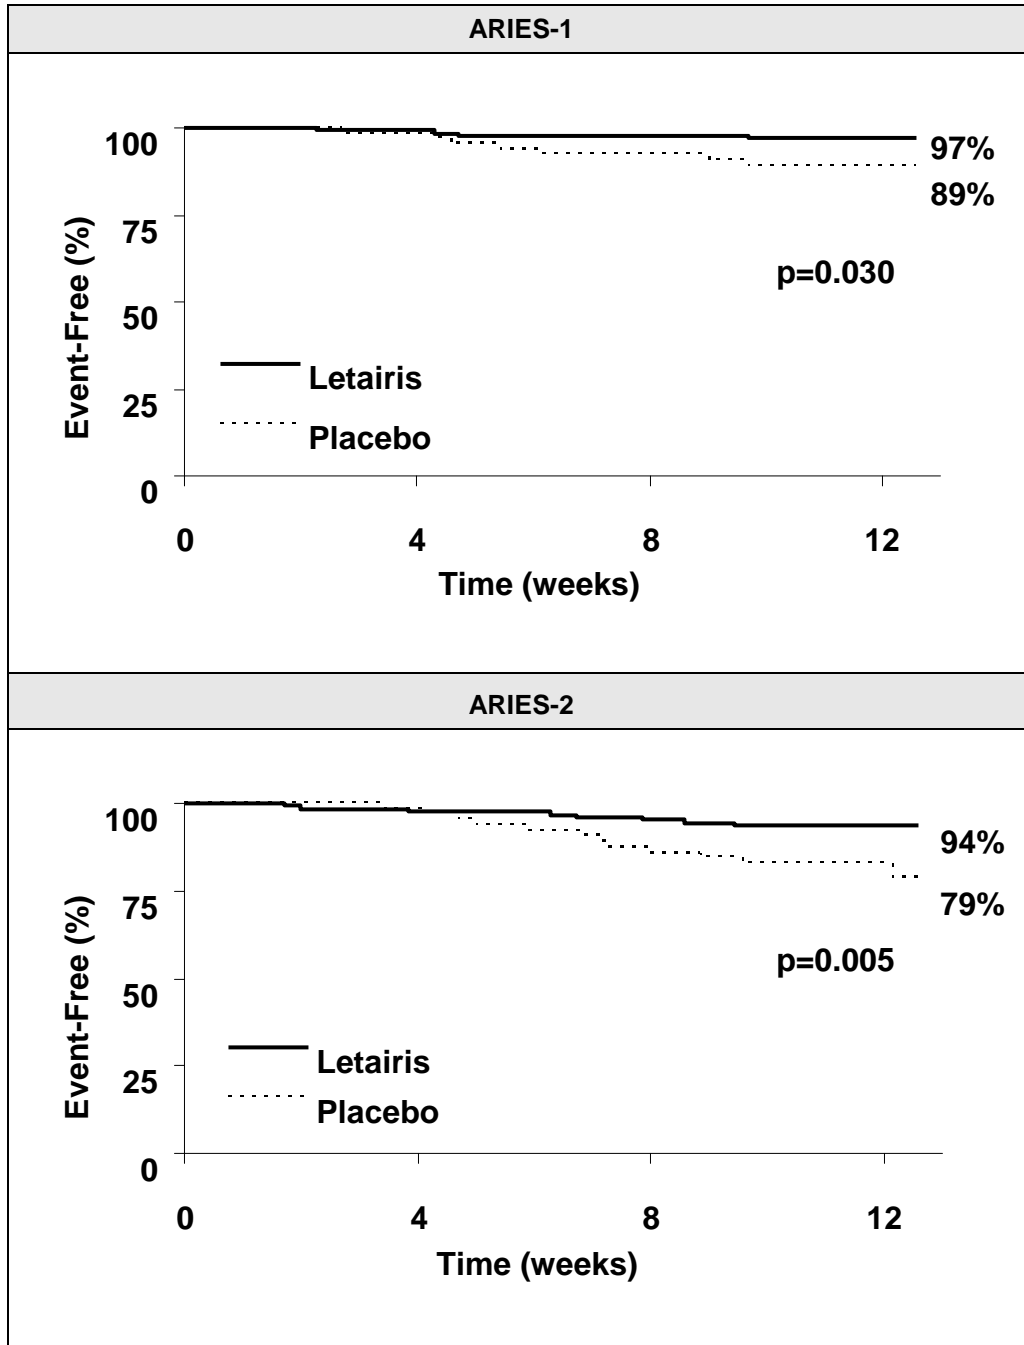 ARIES-1
100
97%
89%
75
p=0.030
50
Letairis
25
Placebo
0
Event-Free (%)
0 4 8 12
Time (weeks)
ARIES-2
100
94%
79%
75
p=0.005
50
Letairis
25
Placebo
0
Event-Free (%)
0 4 8 12
Time (weeks)